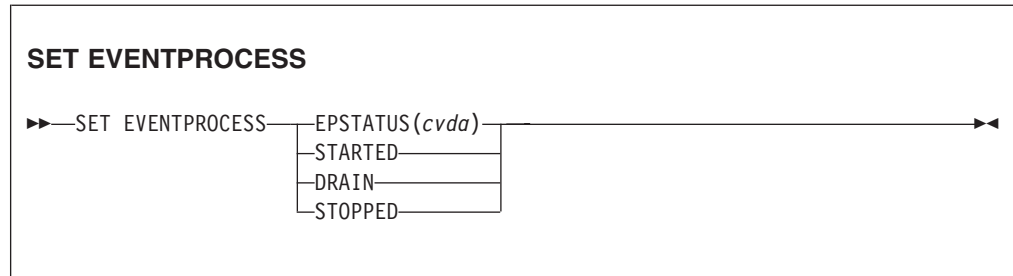 SET EVENTPROCESS
SET EVENTPROCESS EPSTATUS(cvda)
STARTED
DRAIN
STOPPED